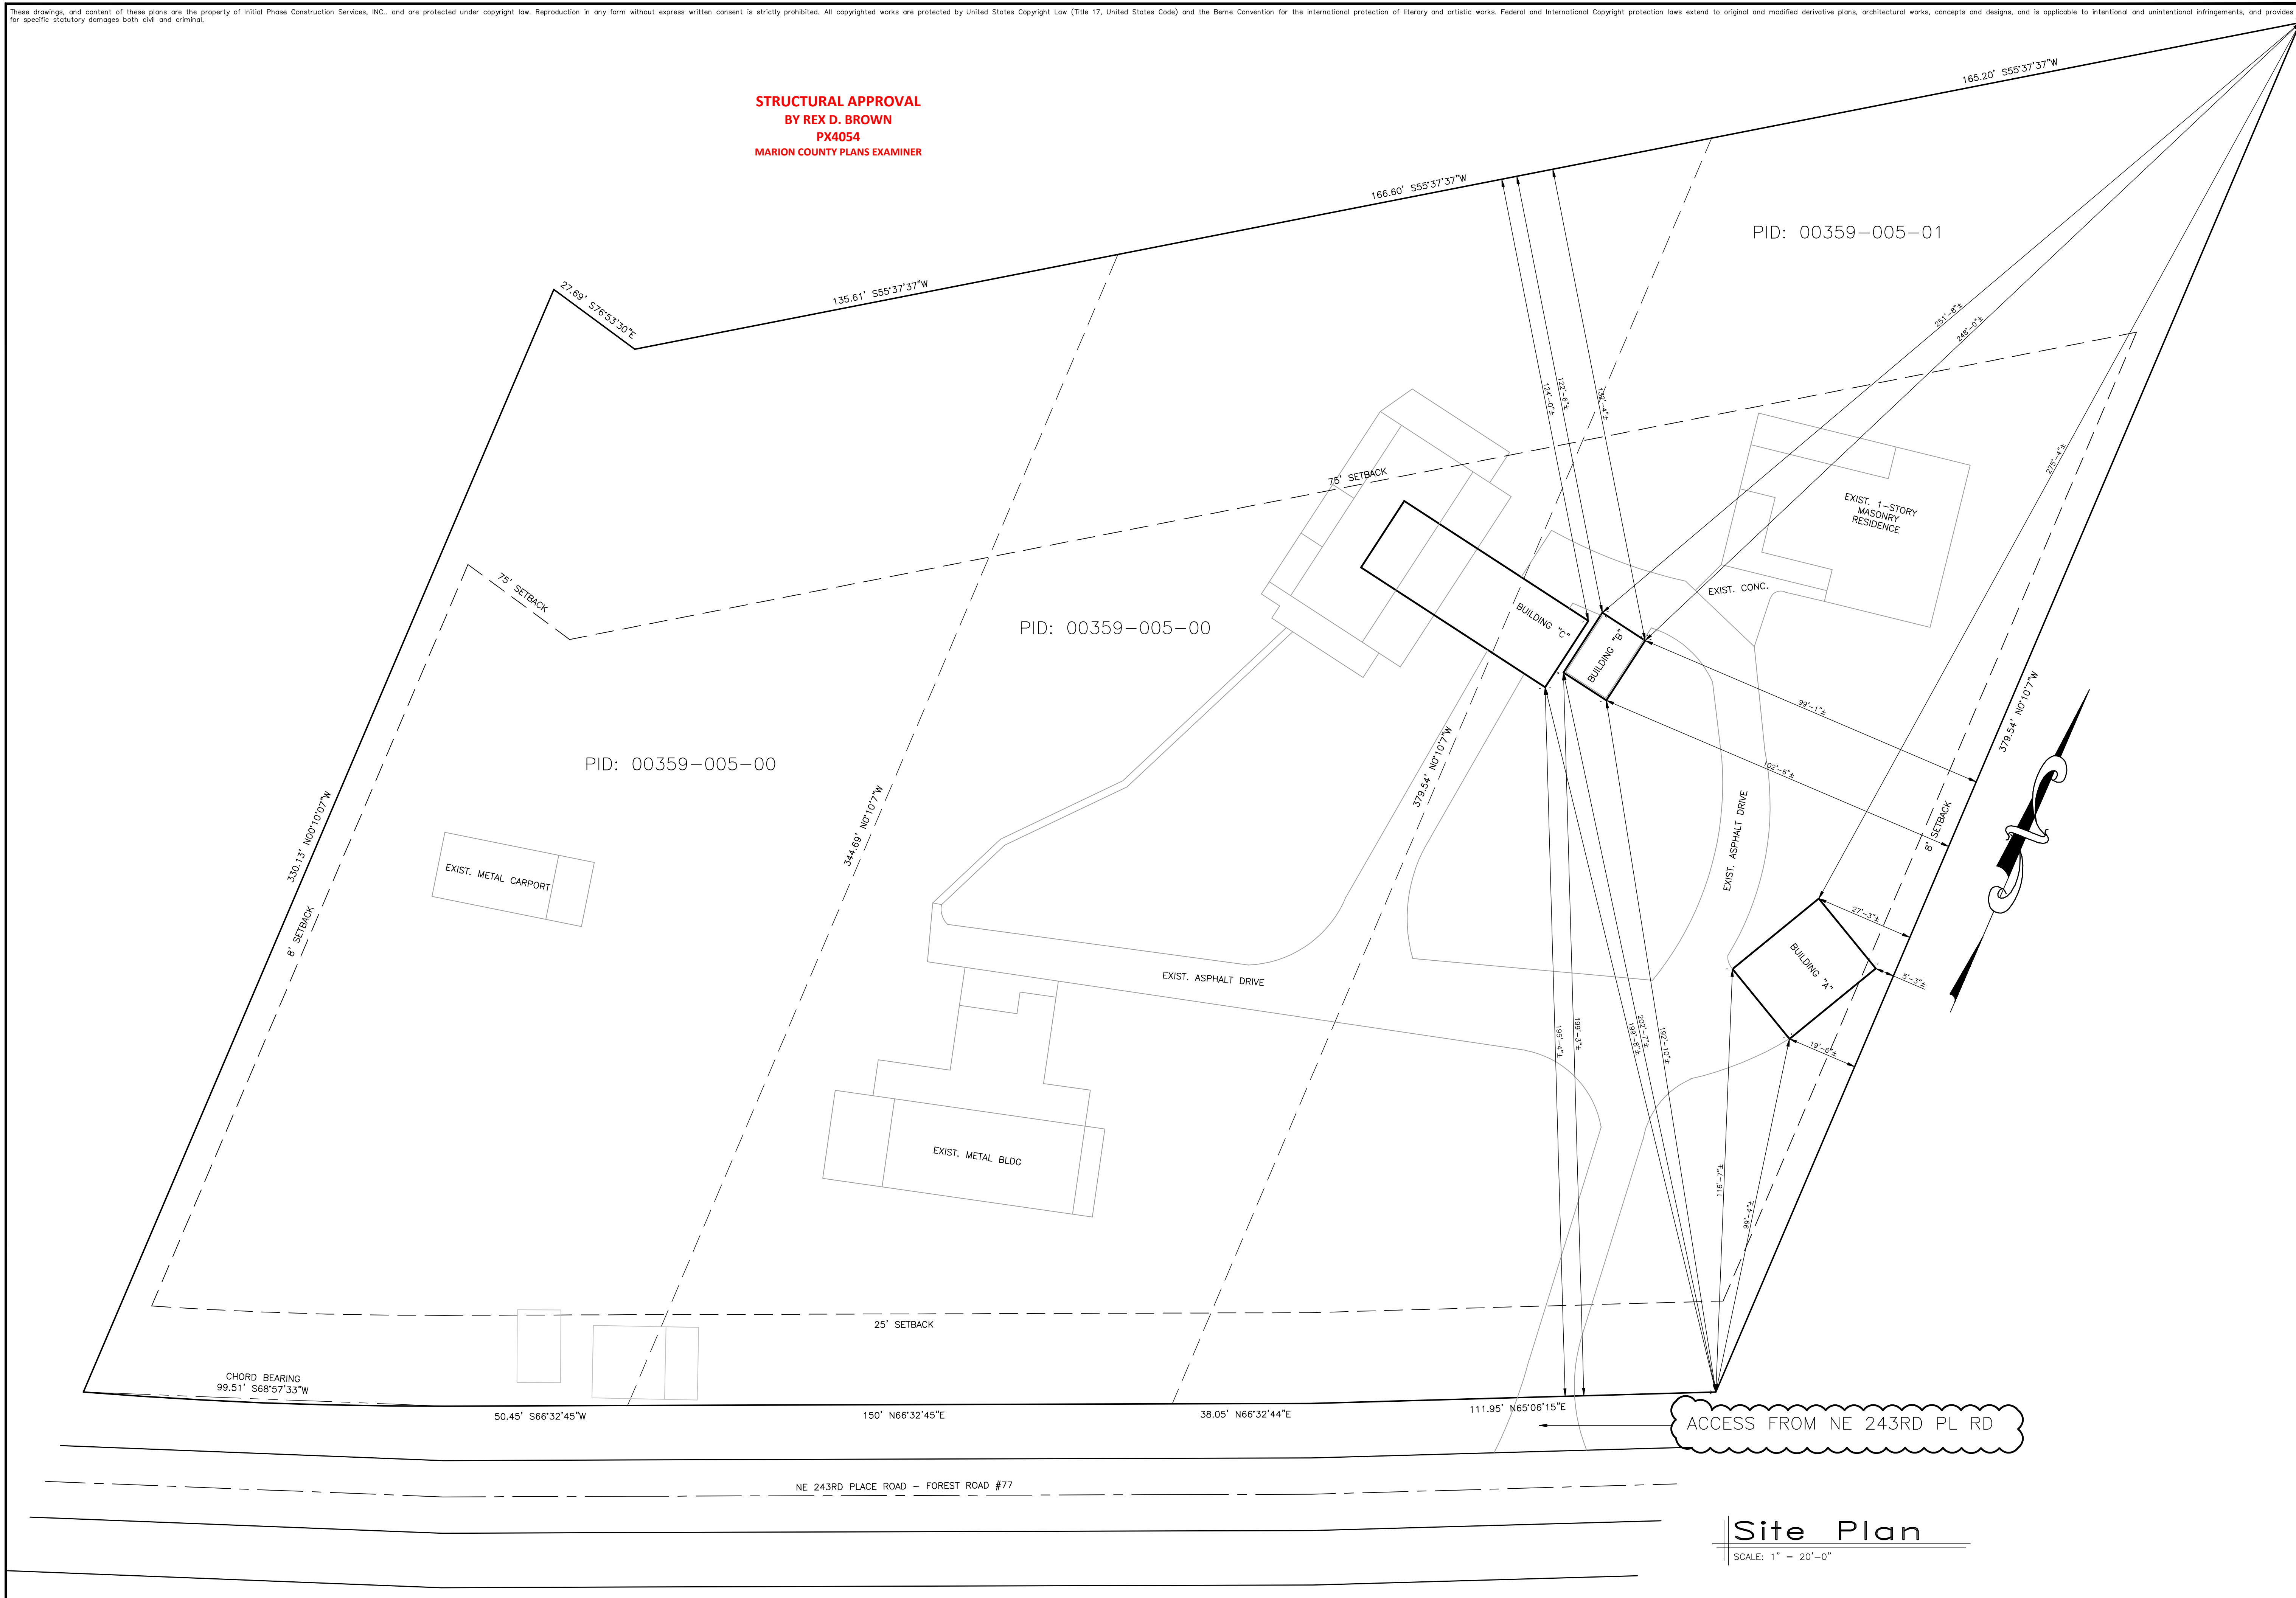 These drawings, and content of these plans are the property of Initial Phase Construction Services, INC.. and are protected under copyright law. Reproduction in any form without express written consent is strictly prohibited. All copyrighted works are protected by United States Copyright Law (Title 17, United States Code) and the Berne Convention for the international protection of literary and artistic works. Federal and International Copyright protection laws extend to original and modified derivative plans, architectural works, concepts and designs, and is applicable to intentional and unintentional infringements, and provides
for specific statutory damages both civil and criminal.
STRUCTURAL APPROVAL
BY REX D. BROWN
PX4054
MARION COUNTY PLANS EXAMINER
165.20' S55°37'37"W
166.60' S55°37'37"W
135.61' S55°37'37"W
27.69' S76°53'30"E
PID: 00359-005-01
251'-8"±
248'-0"±
275'-4"±
124'-0"±
122'-6"±
132'-4"±
75' SETBACK
EXIST. 1-STORY
MASONRY
RESIDENCE
75' SETBACK
EXIST. CONC.
BUILDING "C"
BUILDING "B"
PID: 00359-005-00
PID: 00359-005-00
99'-1"±
102'-6"±
379.54' N0°10'7"W
379.54' N0°10'7"W
344.69' N0°10'7"W
330.13' N00°10'07"W
8' SETBACK
8' SETBACK
EXIST. METAL CARPORT
EXIST. ASPHALT DRIVE
EXIST. ASPHALT DRIVE
27'-3"±
BUILDING "A"
5'-3"±
19'-6"±
195'-4"±
199'-3"±
199'-8"±
202'-7"±
192'-10"±
116'-7"±
99'-4"±
EXIST. METAL BLDG
25' SETBACK
CHORD BEARING
99.51' S68°57'33"W
50.45' S66°32'45"W
150' N66°32'45"E
38.05' N66°32'44"E
111.95' N65°06'15"E
ACCESS FROM NE 243RD PL RD
NE 243RD PLACE ROAD - FOREST ROAD #77
Site Plan
SCALE: 1" = 20'-0"